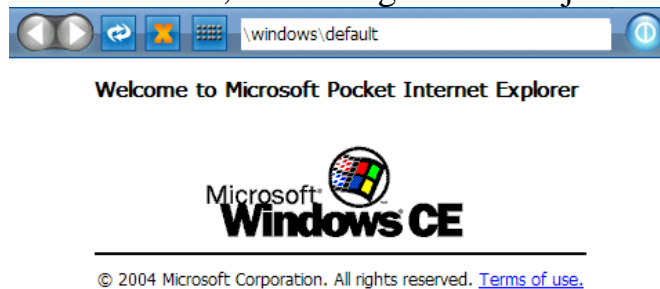 \windows\default
Welcome to Microsoft Pocket Internet Explorer
Microsoft®
Windows CE
© 2004 Microsoft Corporation. All rights reserved. Terms of use.